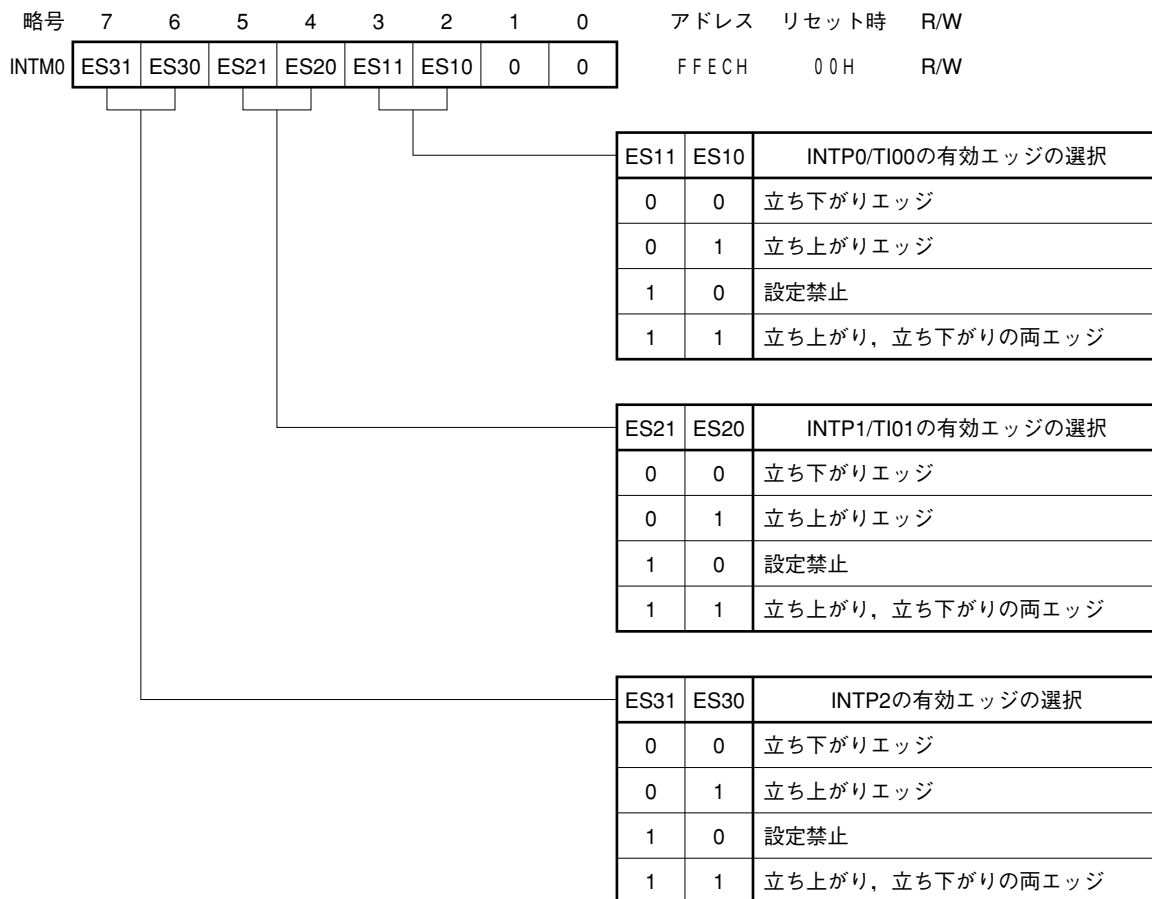 略号 7 6 5 4 3 2 1 0 アドレス リセット時 R/W
INTM0 ES31 ES30 ES21 ES20 ES11 ES10 0 0 FFECH 00H R/W
ES11 ES10 INTP0/TI00の有効エッジの選択
0 0 立ち下がりエッジ
0 1 立ち上がりエッジ
1 0 設定禁止
1 1 立ち上がり，立ち下がりの両エッジ
ES21 ES20 INTP1/TI01の有効エッジの選択
0 0 立ち下がりエッジ
0 1 立ち上がりエッジ
1 0 設定禁止
1 1 立ち上がり，立ち下がりの両エッジ
ES31 ES30 INTP2の有効エッジの選択
0 0 立ち下がりエッジ
0 1 立ち上がりエッジ
1 0 設定禁止
1 1 立ち上がり，立ち下がりの両エッジ